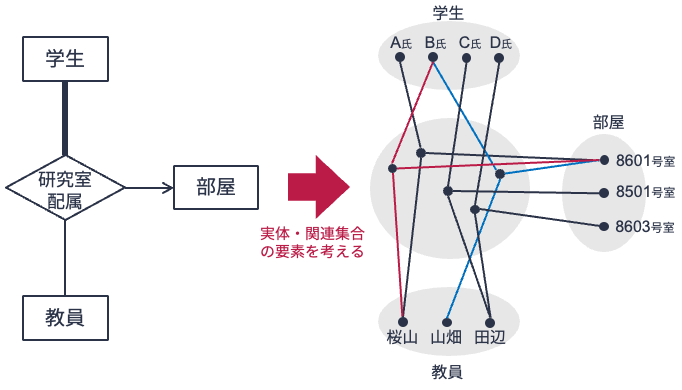 学生
研究室
配属
部屋
教員
実体・関連集合
の要素を考える
学生
A氏 B氏 C氏 D氏
部屋
8601号室
8501号室
8603号室
桜山 山畑 田辺
教員